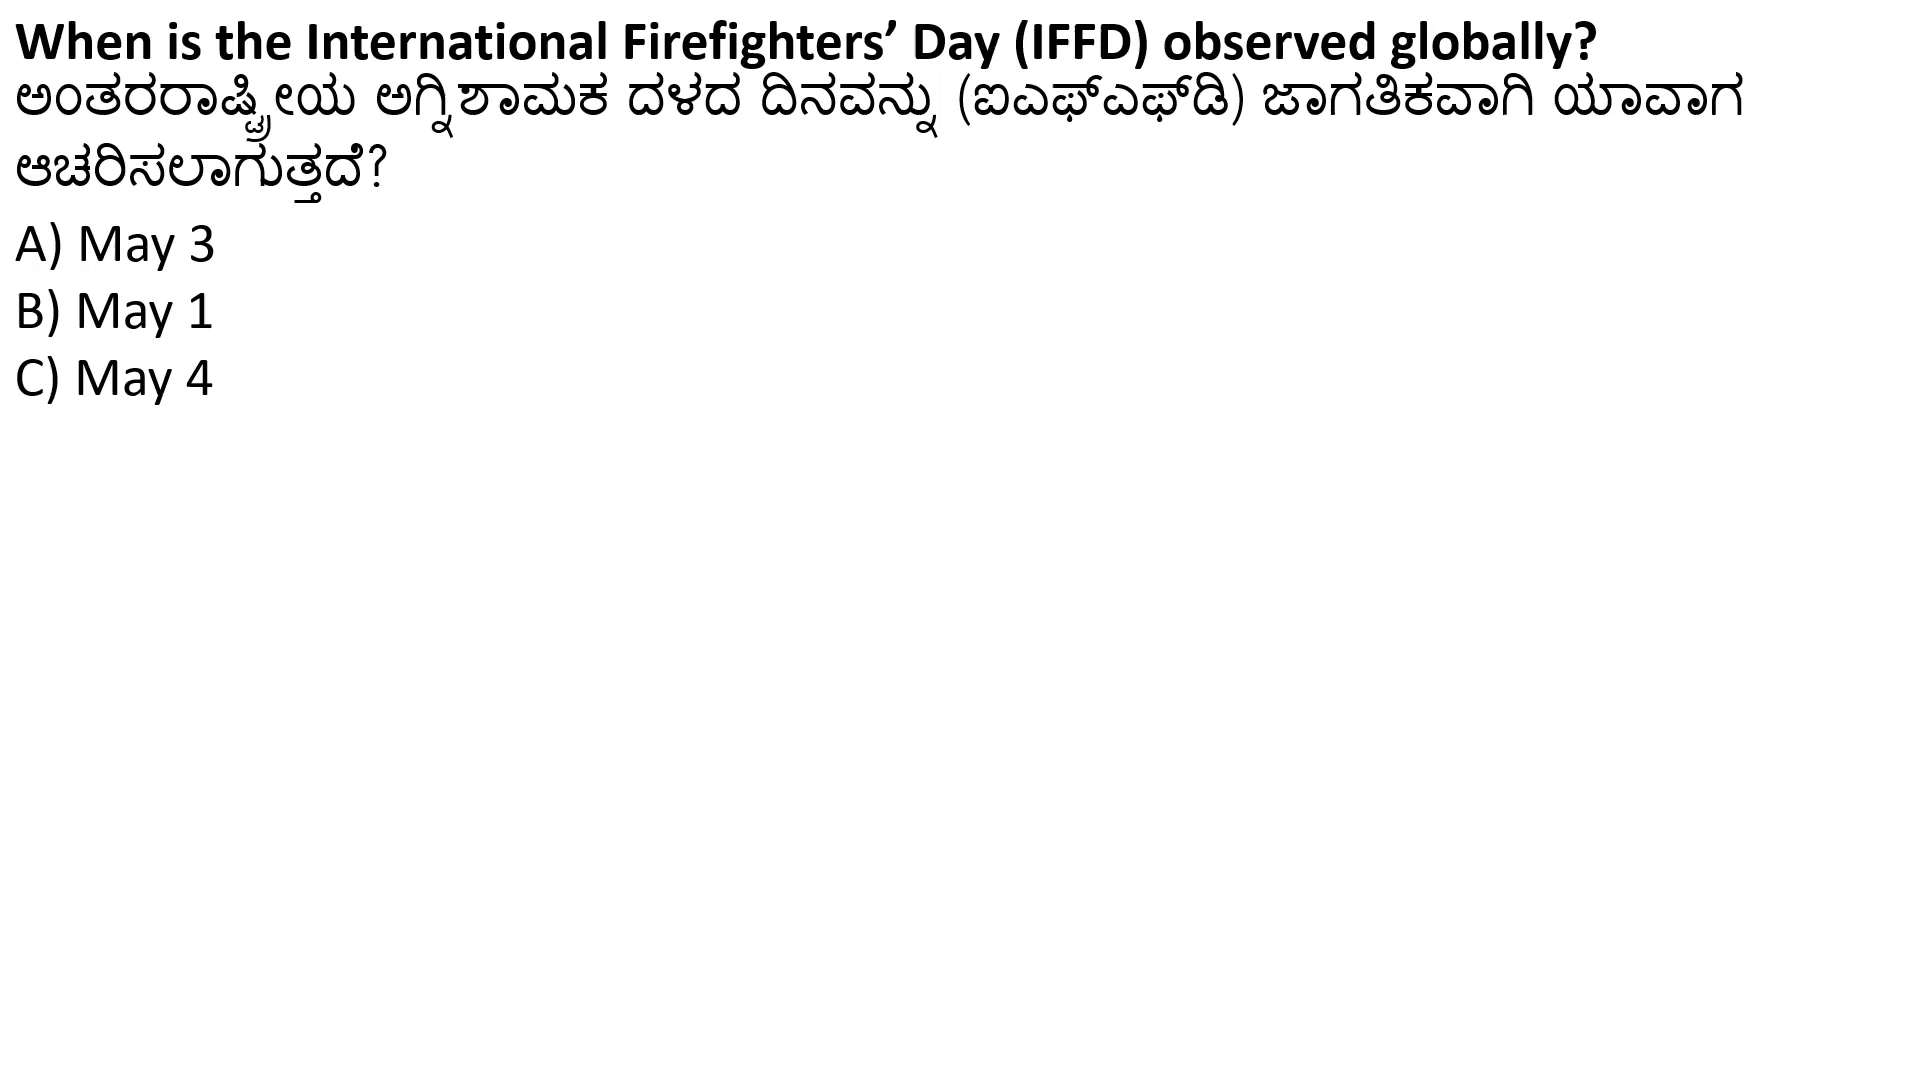 When is the International Firefighters’ Day (IFFD) observed globally?
ಅಂತರರಾಷ್ಟ್ರೀಯ ಅಗ್ನಿಶಾಮಕ ದಳದ ದಿನವನ್ನು (ಐಎಫ್ಎಫ್‌ಡಿ) ಜಾಗತಿಕವಾಗಿ ಯಾವಾಗ
ಆಚರಿಸಲಾಗುತ್ತದೆ?
A) May 3
B) May 1
C) May 4